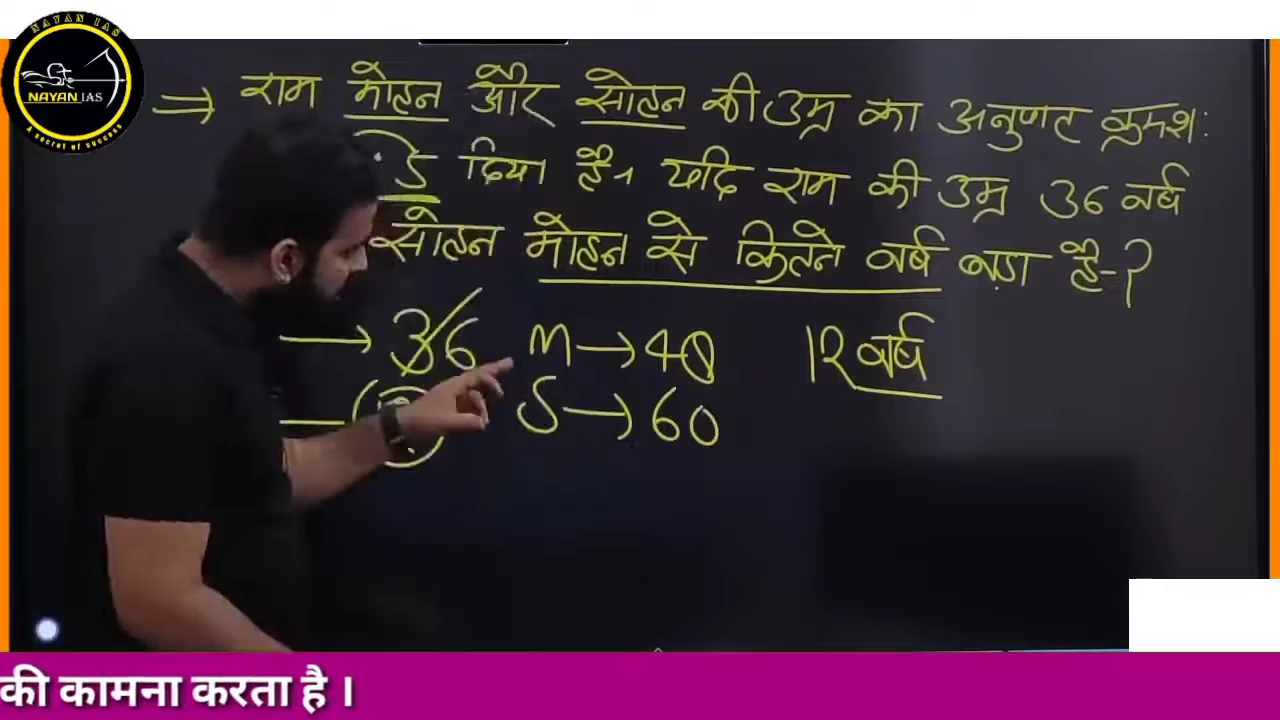 NAYAN IAS
NAYAN IAS
A secret of success
⇒ राम मोहन और सोहन की उम्र का अनुपात क्रमशः
5 दिया है। यदि राम की उम्र 36 वर्ष
सोहन मोहन से कितने वर्ष बड़ा है-?
→ 36 M → 48 12 वर्ष
S → 60
की कामना करता है ।